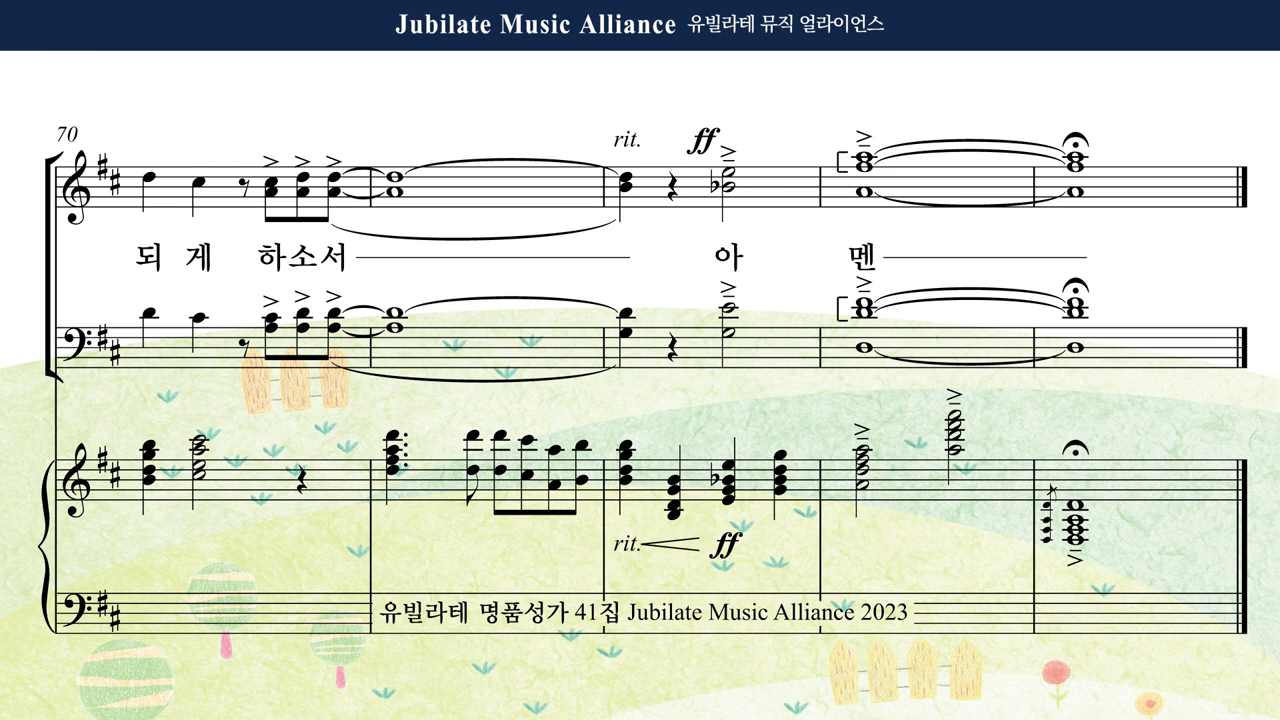 Jubilate Music Alliance 유빌라테 뮤직 얼라이언스
70
rit. ff
되 게 하소서 아 멘
rit. ff
유빌라테 명품성가 41집 Jubilate Music Alliance 2023